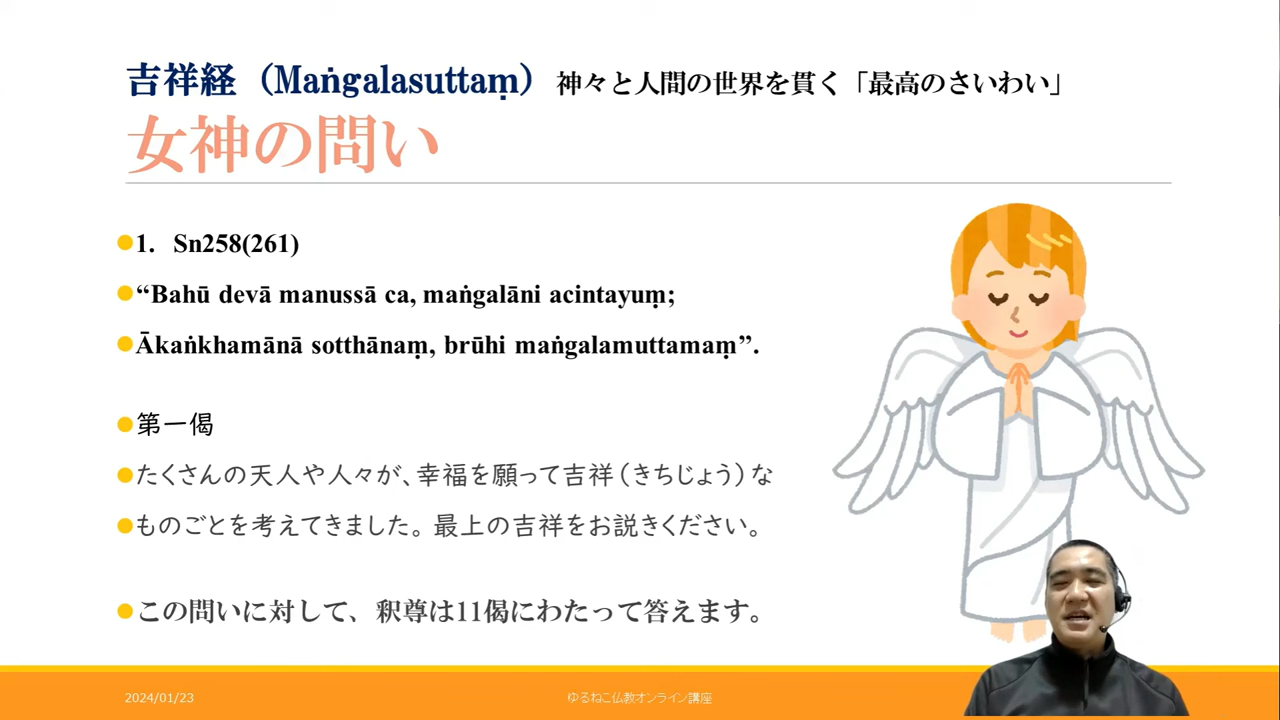 吉祥経（Maṅgalasuttaṃ）神々と人間の世界を貫く「最高のさいわい」
女神の問い
1. Sn258(261)
“Bahū devā manussā ca, maṅgalāni acintayuṃ;
Ākaṅkhamānā sotthānaṃ, brūhi maṅgalamuttamaṃ”.
第一偈
たくさんの天人や人々が、幸福を願って吉祥（きちじょう）な
ものごとを考えてきました。最上の吉祥をお説きください。
この問いに対して、釈尊は11偈にわたって答えます。
2024/01/23
ゆるねこ仏教オンライン講座